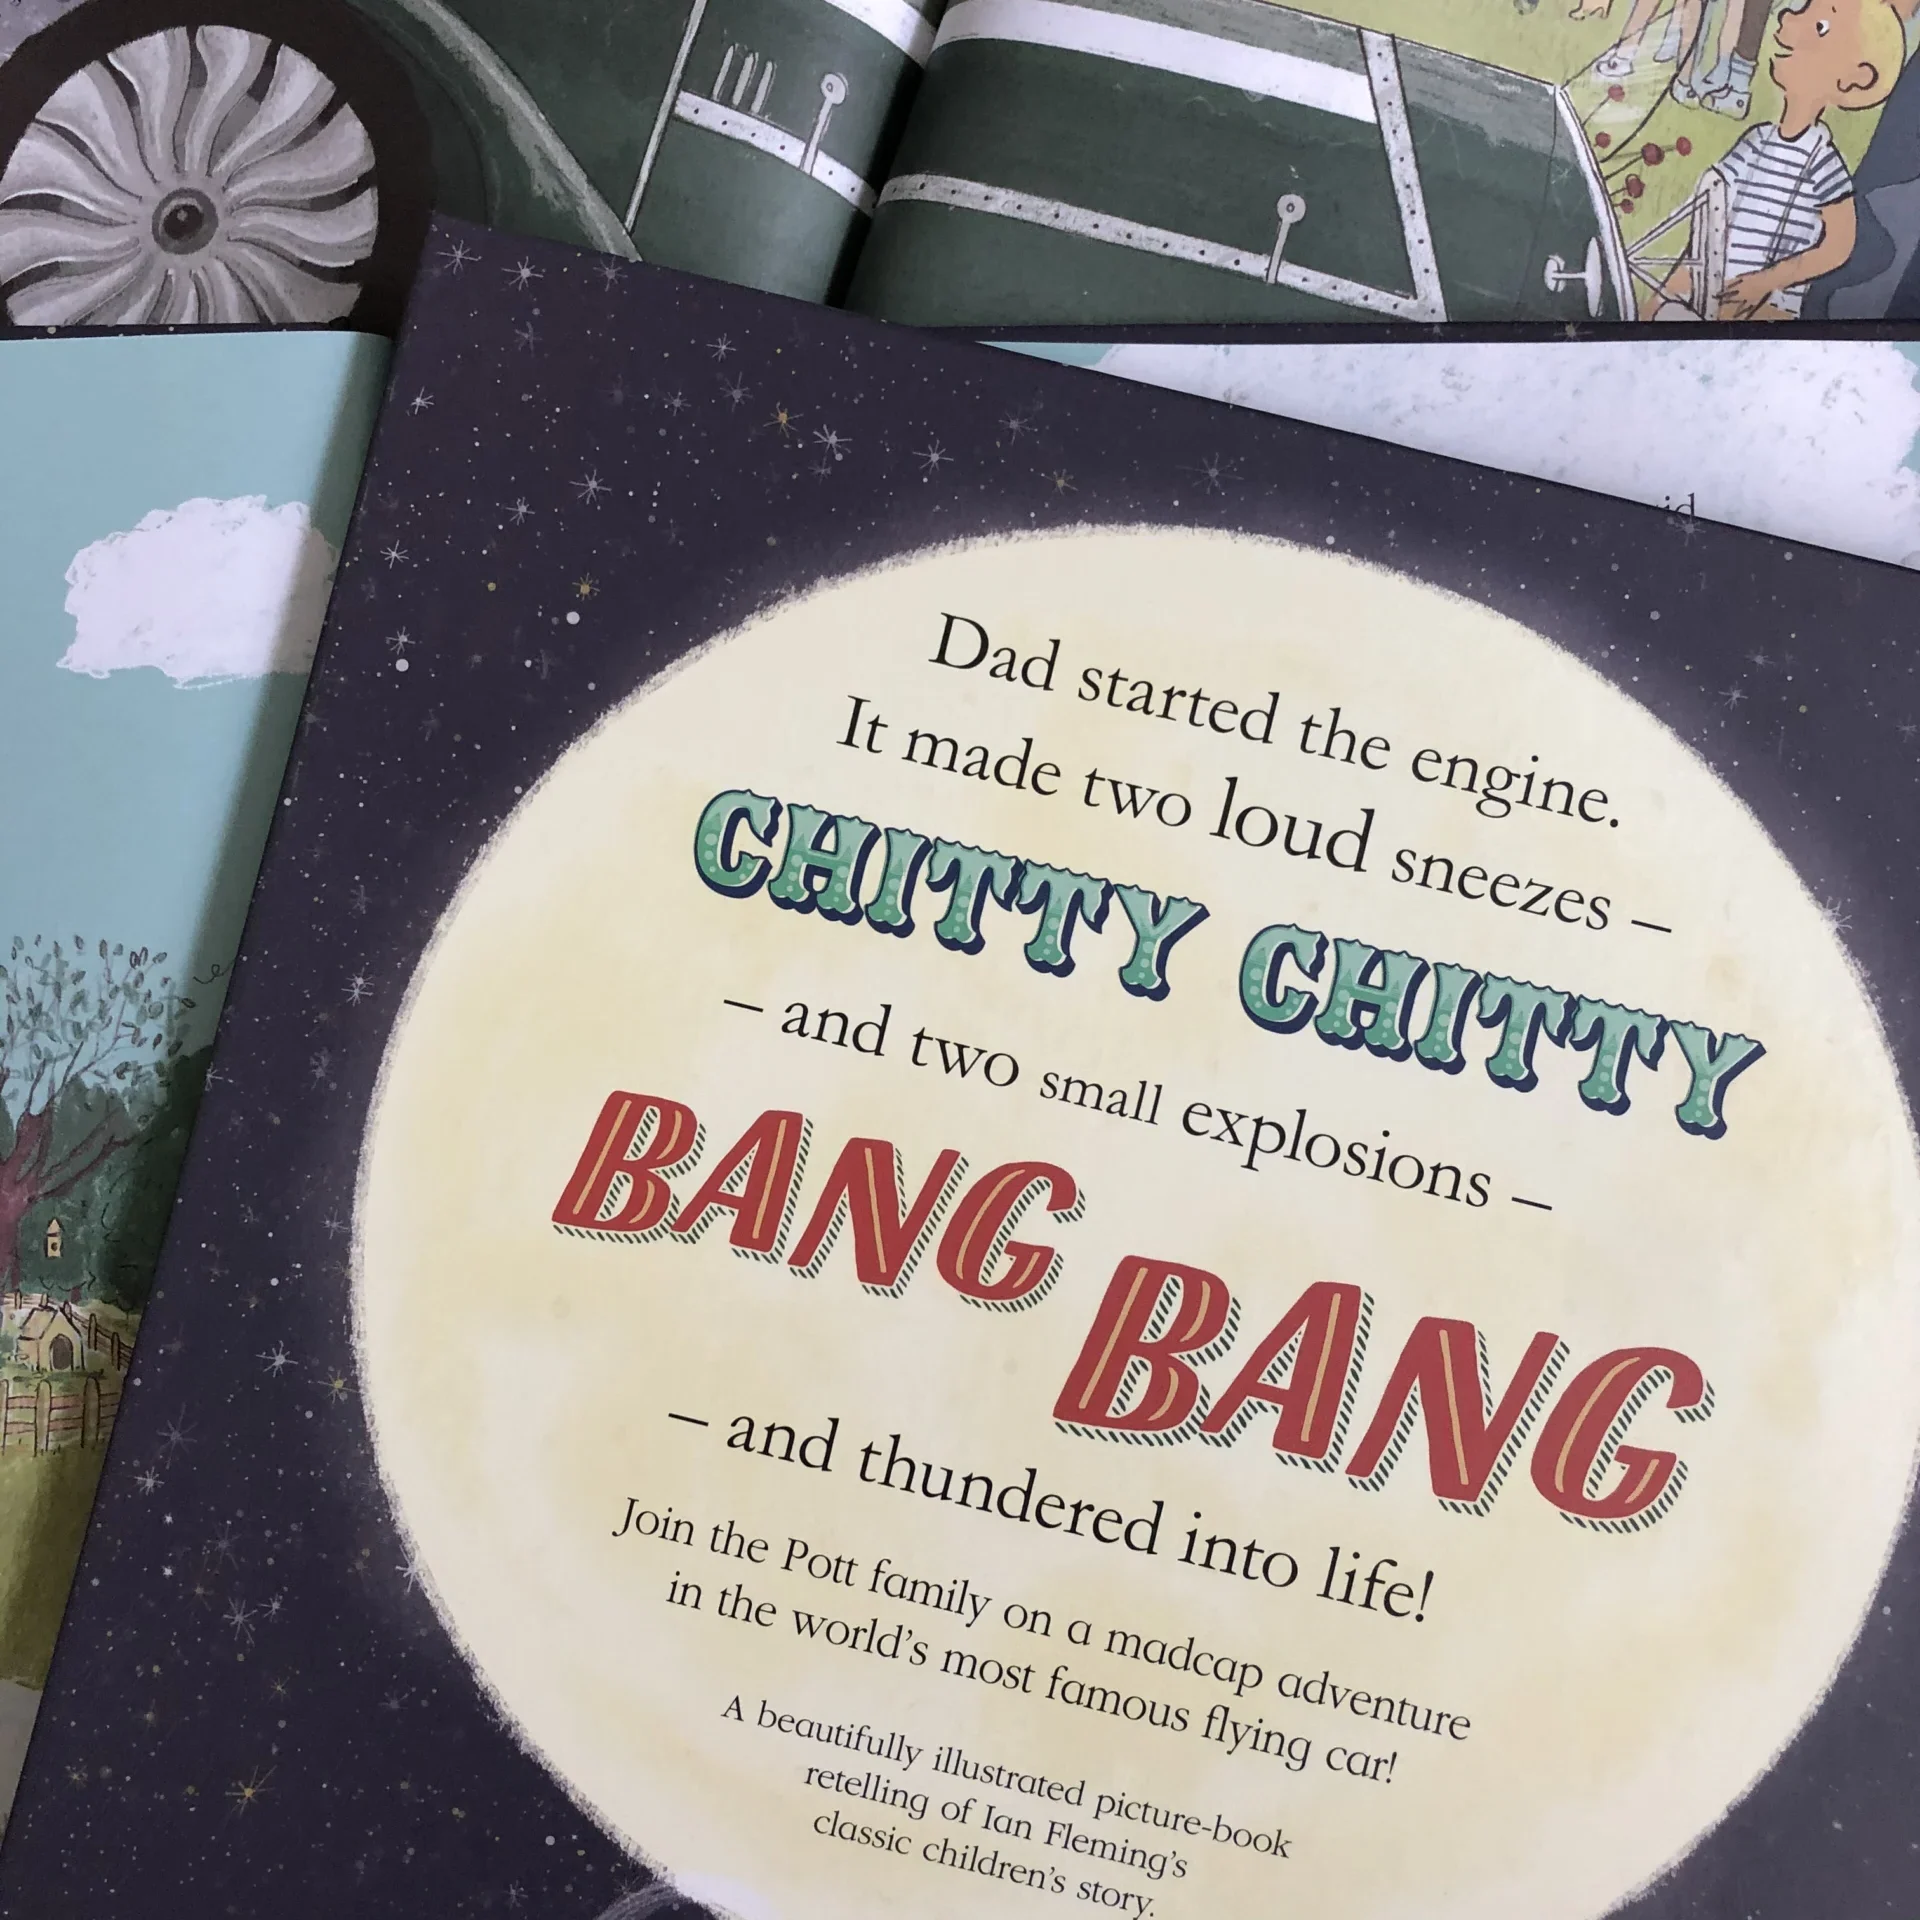 Dad started the engine.
It made two loud sneezes –
CHITTY CHITTY
– and two small explosions –
BANG BANG
– and thundered into life!
Join the Pott family on a madcap adventure
in the world's most famous flying car!
A beautifully illustrated picture-book
retelling of Ian Fleming's
classic children's story.